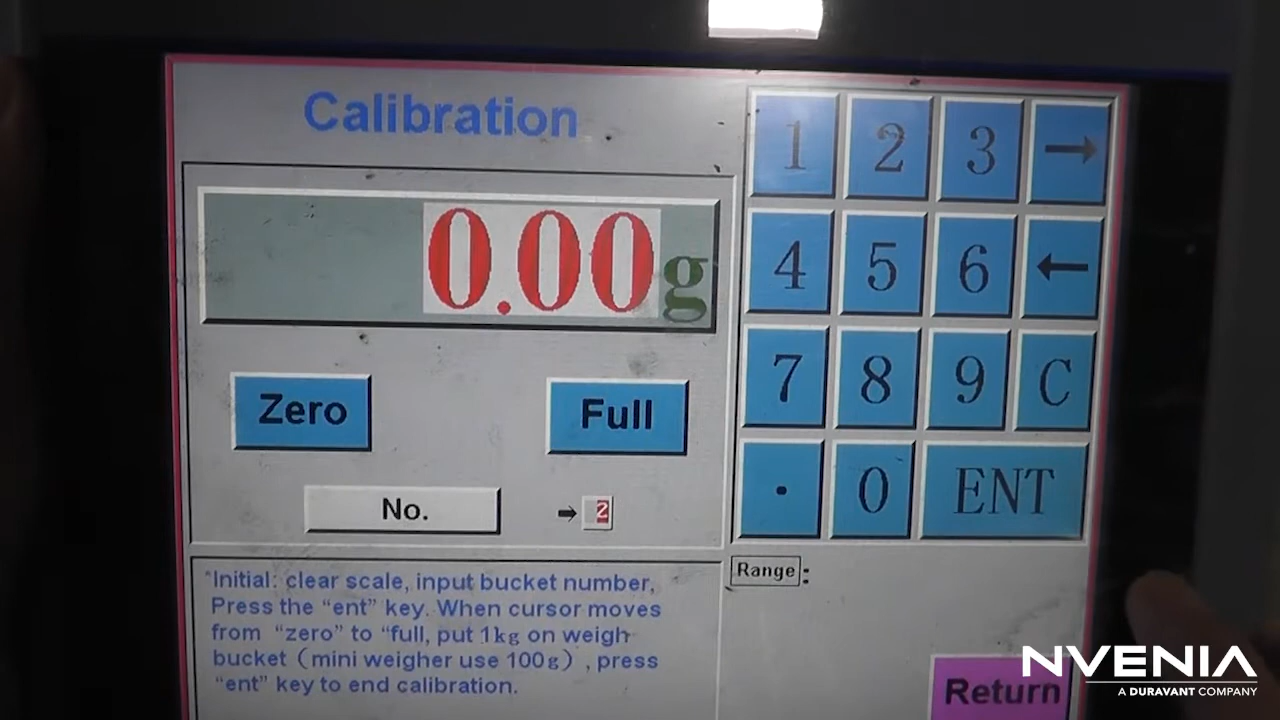 Calibration
0.00g
Zero
Full
No.
➡ 2
"Initial: clear scale, input bucket number,
Press the “ent” key. When cursor moves
from “zero” to “full, put 1kg on weigh
bucket（mini weigher use 100g）, press
“ent” key to end calibration.
1 2 3 →
4 5 6 ←
7 8 9 C
. 0 ENT
Range:
Return
NVENIA
A DURAVANT COMPANY